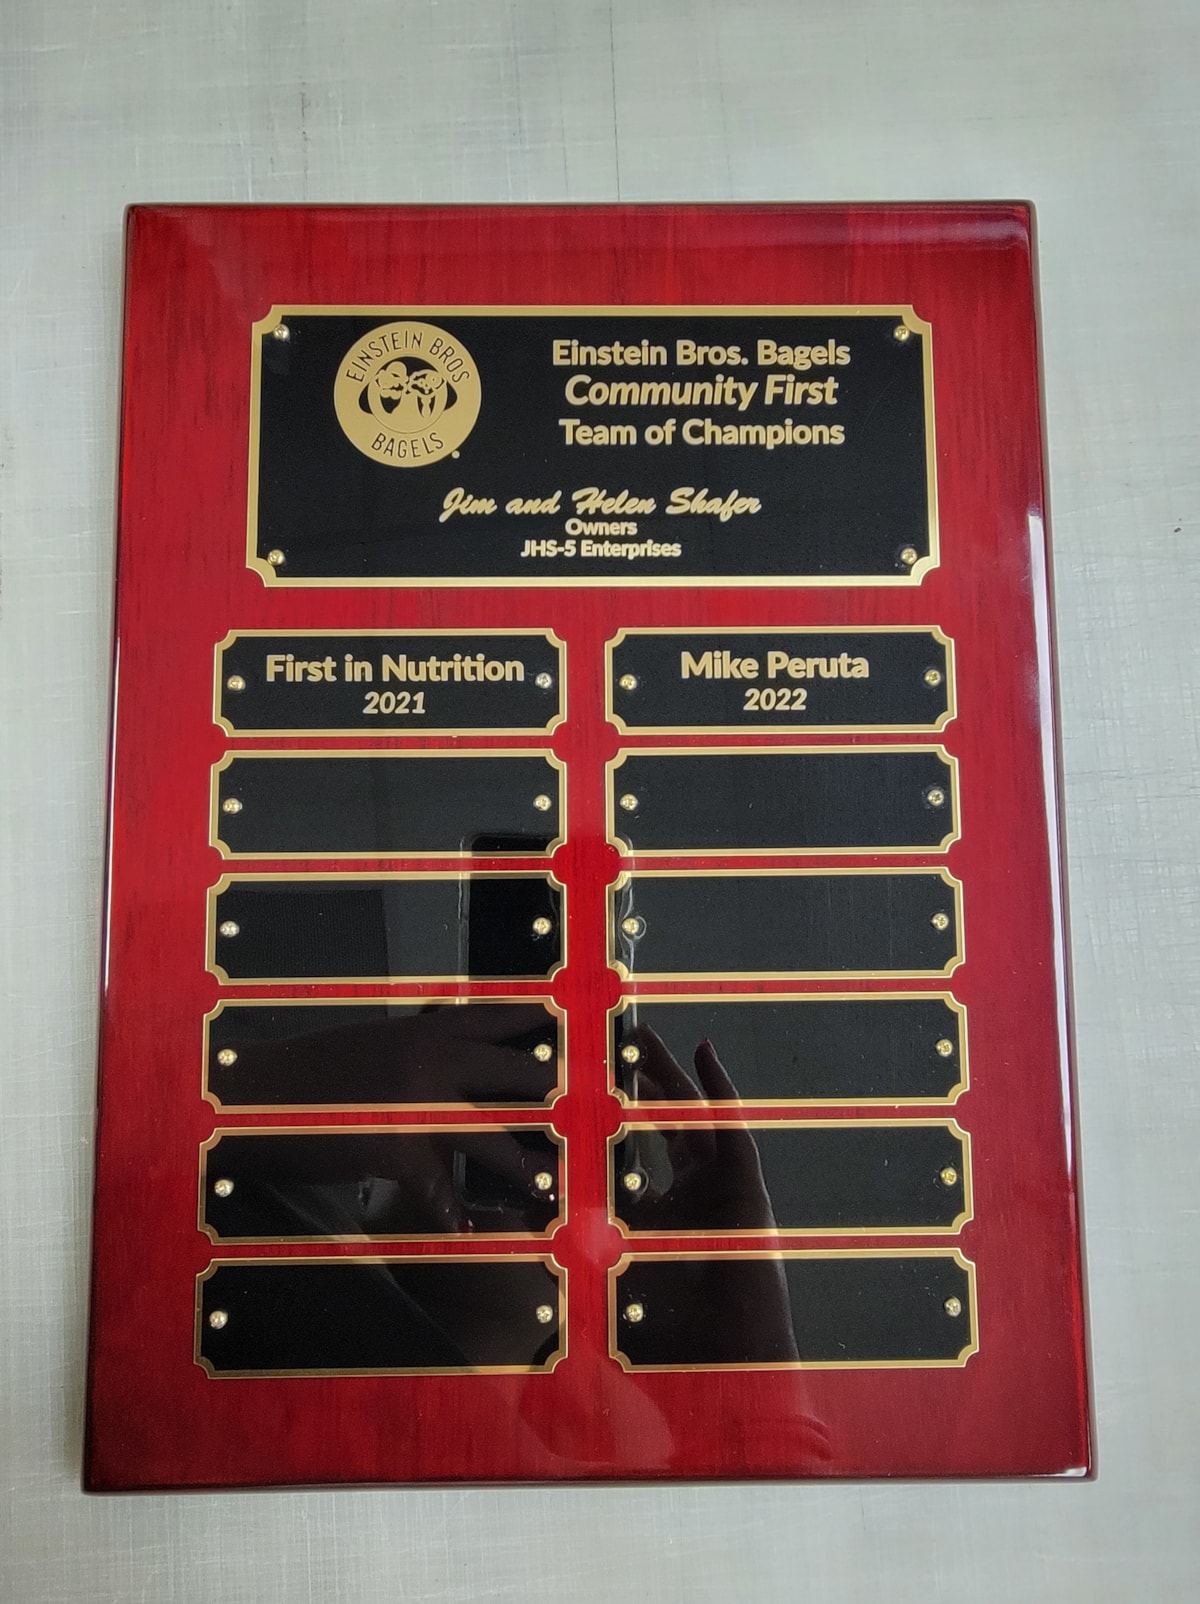 EINSTEIN BROS
BAGELS
Einstein Bros. Bagels
Community First
Team of Champions
Jim and Helen Shafer
Owners
JHS-5 Enterprises
First in Nutrition
2021
Mike Peruta
2022